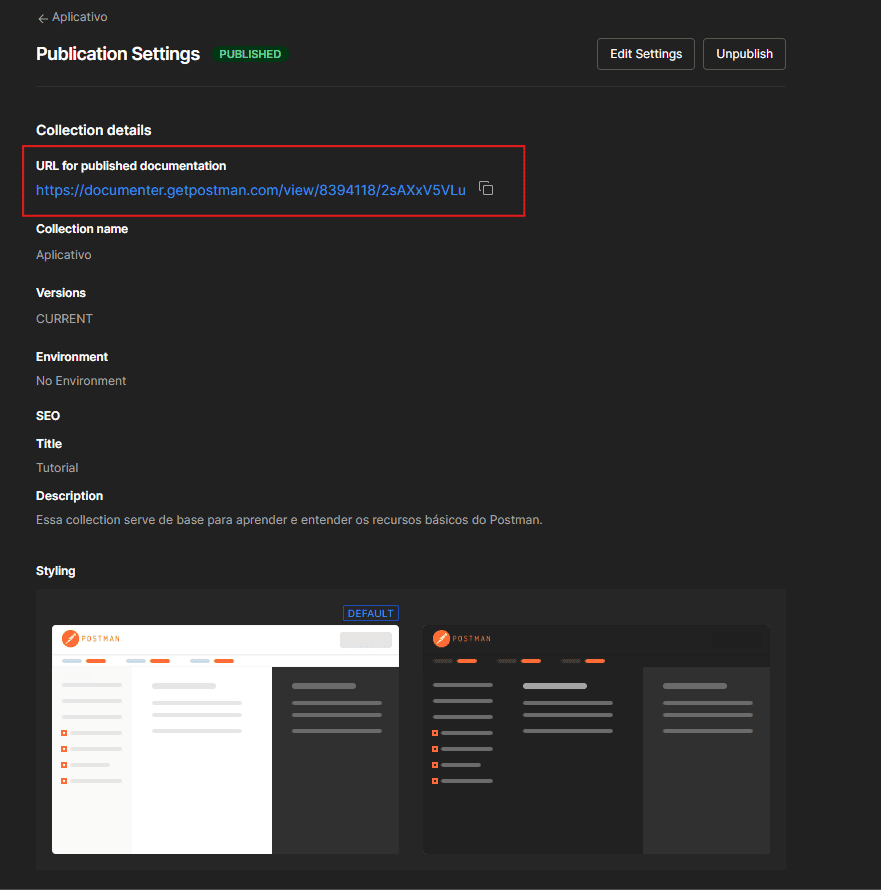 ← Aplicativo
Publication Settings PUBLISHED Edit Settings Unpublish
Collection details
URL for published documentation
https://documenter.getpostman.com/view/8394118/2sAXxV5VLu
Collection name
Aplicativo
Versions
CURRENT
Environment
No Environment
SEO
Title
Tutorial
Description
Essa collection serve de base para aprender e entender os recursos básicos do Postman.
Styling
DEFAULT
POSTMAN POSTMAN